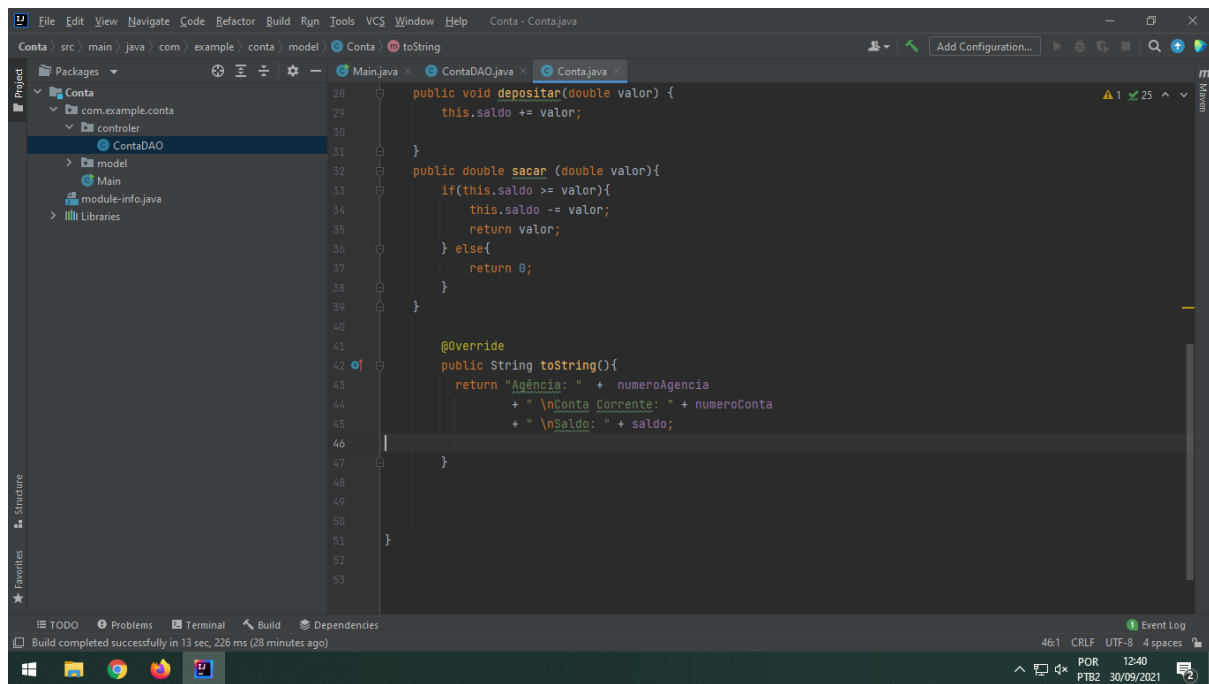 File Edit View Navigate Code Refactor Build Run Tools VCS Window Help Conta - Conta.java
Conta src main java com example conta model Conta toString Add Configuration...
Project Packages Main.java ContaDAO.java Conta.java Maven
Conta
com.example.conta
controler
ContaDAO
model
Main
module-info.java
Libraries
1 25
28 public void depositar(double valor) {
29 this.saldo += valor;
30
31 }
32 public double sacar (double valor){
33 if(this.saldo >= valor){
34 this.saldo -= valor;
35 return valor;
36 } else{
37 return 0;
38 }
39 }
40
41 @Override
42 public String toString(){
43 return "Agência: " + numeroAgencia
44 + " \nConta Corrente: " + numeroConta
45 + " \nSaldo: " + saldo;
46
47 }
48
49
50
51 }
52
53
Structure
Favorites
TODO Problems Terminal Build Dependencies 1 Event Log
Build completed successfully in 13 sec, 226 ms (28 minutes ago) 46:1 CRLF UTF-8 4 spaces
POR 12:40
PTB2 30/09/2021 2